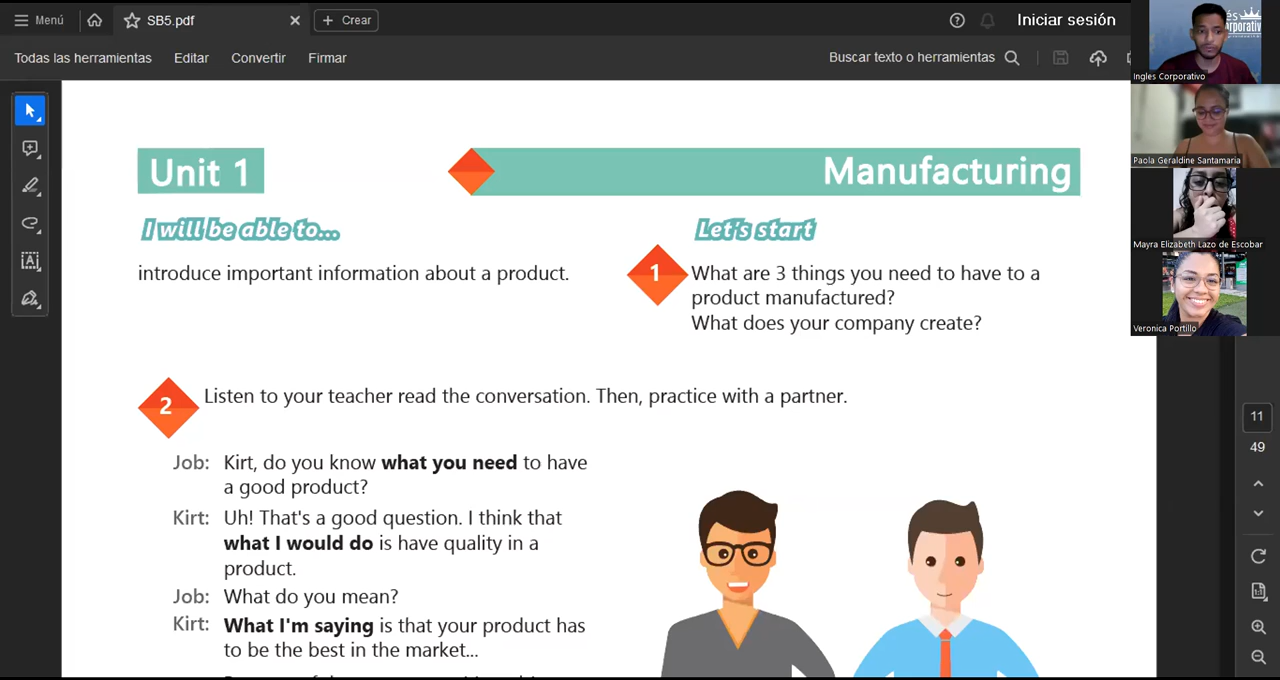 Menú
SB5.pdf
Crear
Iniciar sesión
Todas las herramientas
Editar
Convertir
Firmar
Buscar texto o herramientas
Unit 1
Manufacturing
I will be able to...
introduce important information about a product.
Let's start
1
What are 3 things you need to have to a
product manufactured?
What does your company create?
2
Listen to your teacher read the conversation. Then, practice with a partner.
Job: Kirt, do you know what you need to have
a good product?
Kirt: Uh! That's a good question. I think that
what I would do is have quality in a
product.
Job: What do you mean?
Kirt: What I'm saying is that your product has
to be the best in the market...
Ingles Corporativo
Paola Geraldine Santamaria
Mayra Elizabeth Lazo de Escobar
Veronica Portillo
11
49